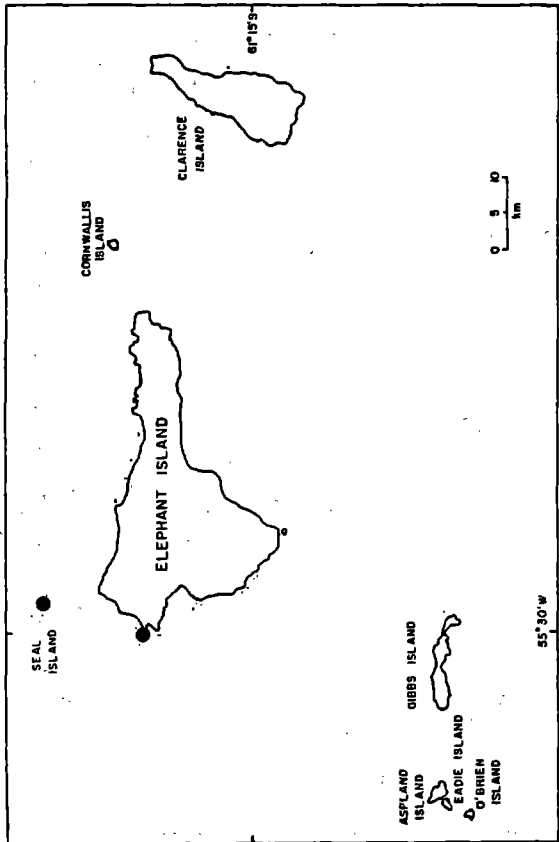 SEAL
ISLAND
ELEPHANT ISLAND
CORNWALLIS
ISLAND
CLARENCE
ISLAND
61°15'S
0 5 10
km
GIBBS ISLAND
ASPLAND
ISLAND
EADIE ISLAND
O'BRIEN
ISLAND
55°30'W